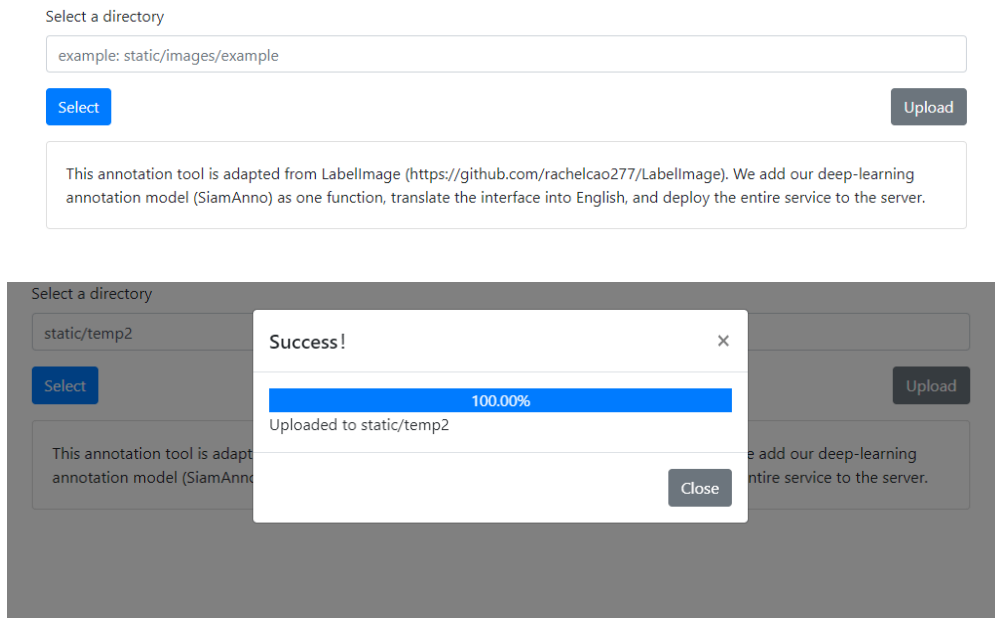 Select a directory
example: static/images/example
Select
Upload
This annotation tool is adapted from LabelImage (https://github.com/rachelcao277/LabelImage). We add our deep-learning
annotation model (SiamAnno) as one function, translate the interface into English, and deploy the entire service to the server.
Select a directory
static/temp2
Success!
×
Select
Upload
100.00%
Uploaded to static/temp2
This annotation tool is adapt
e add our deep-learning
annotation model (SiamAnno
ntire service to the server.
Close